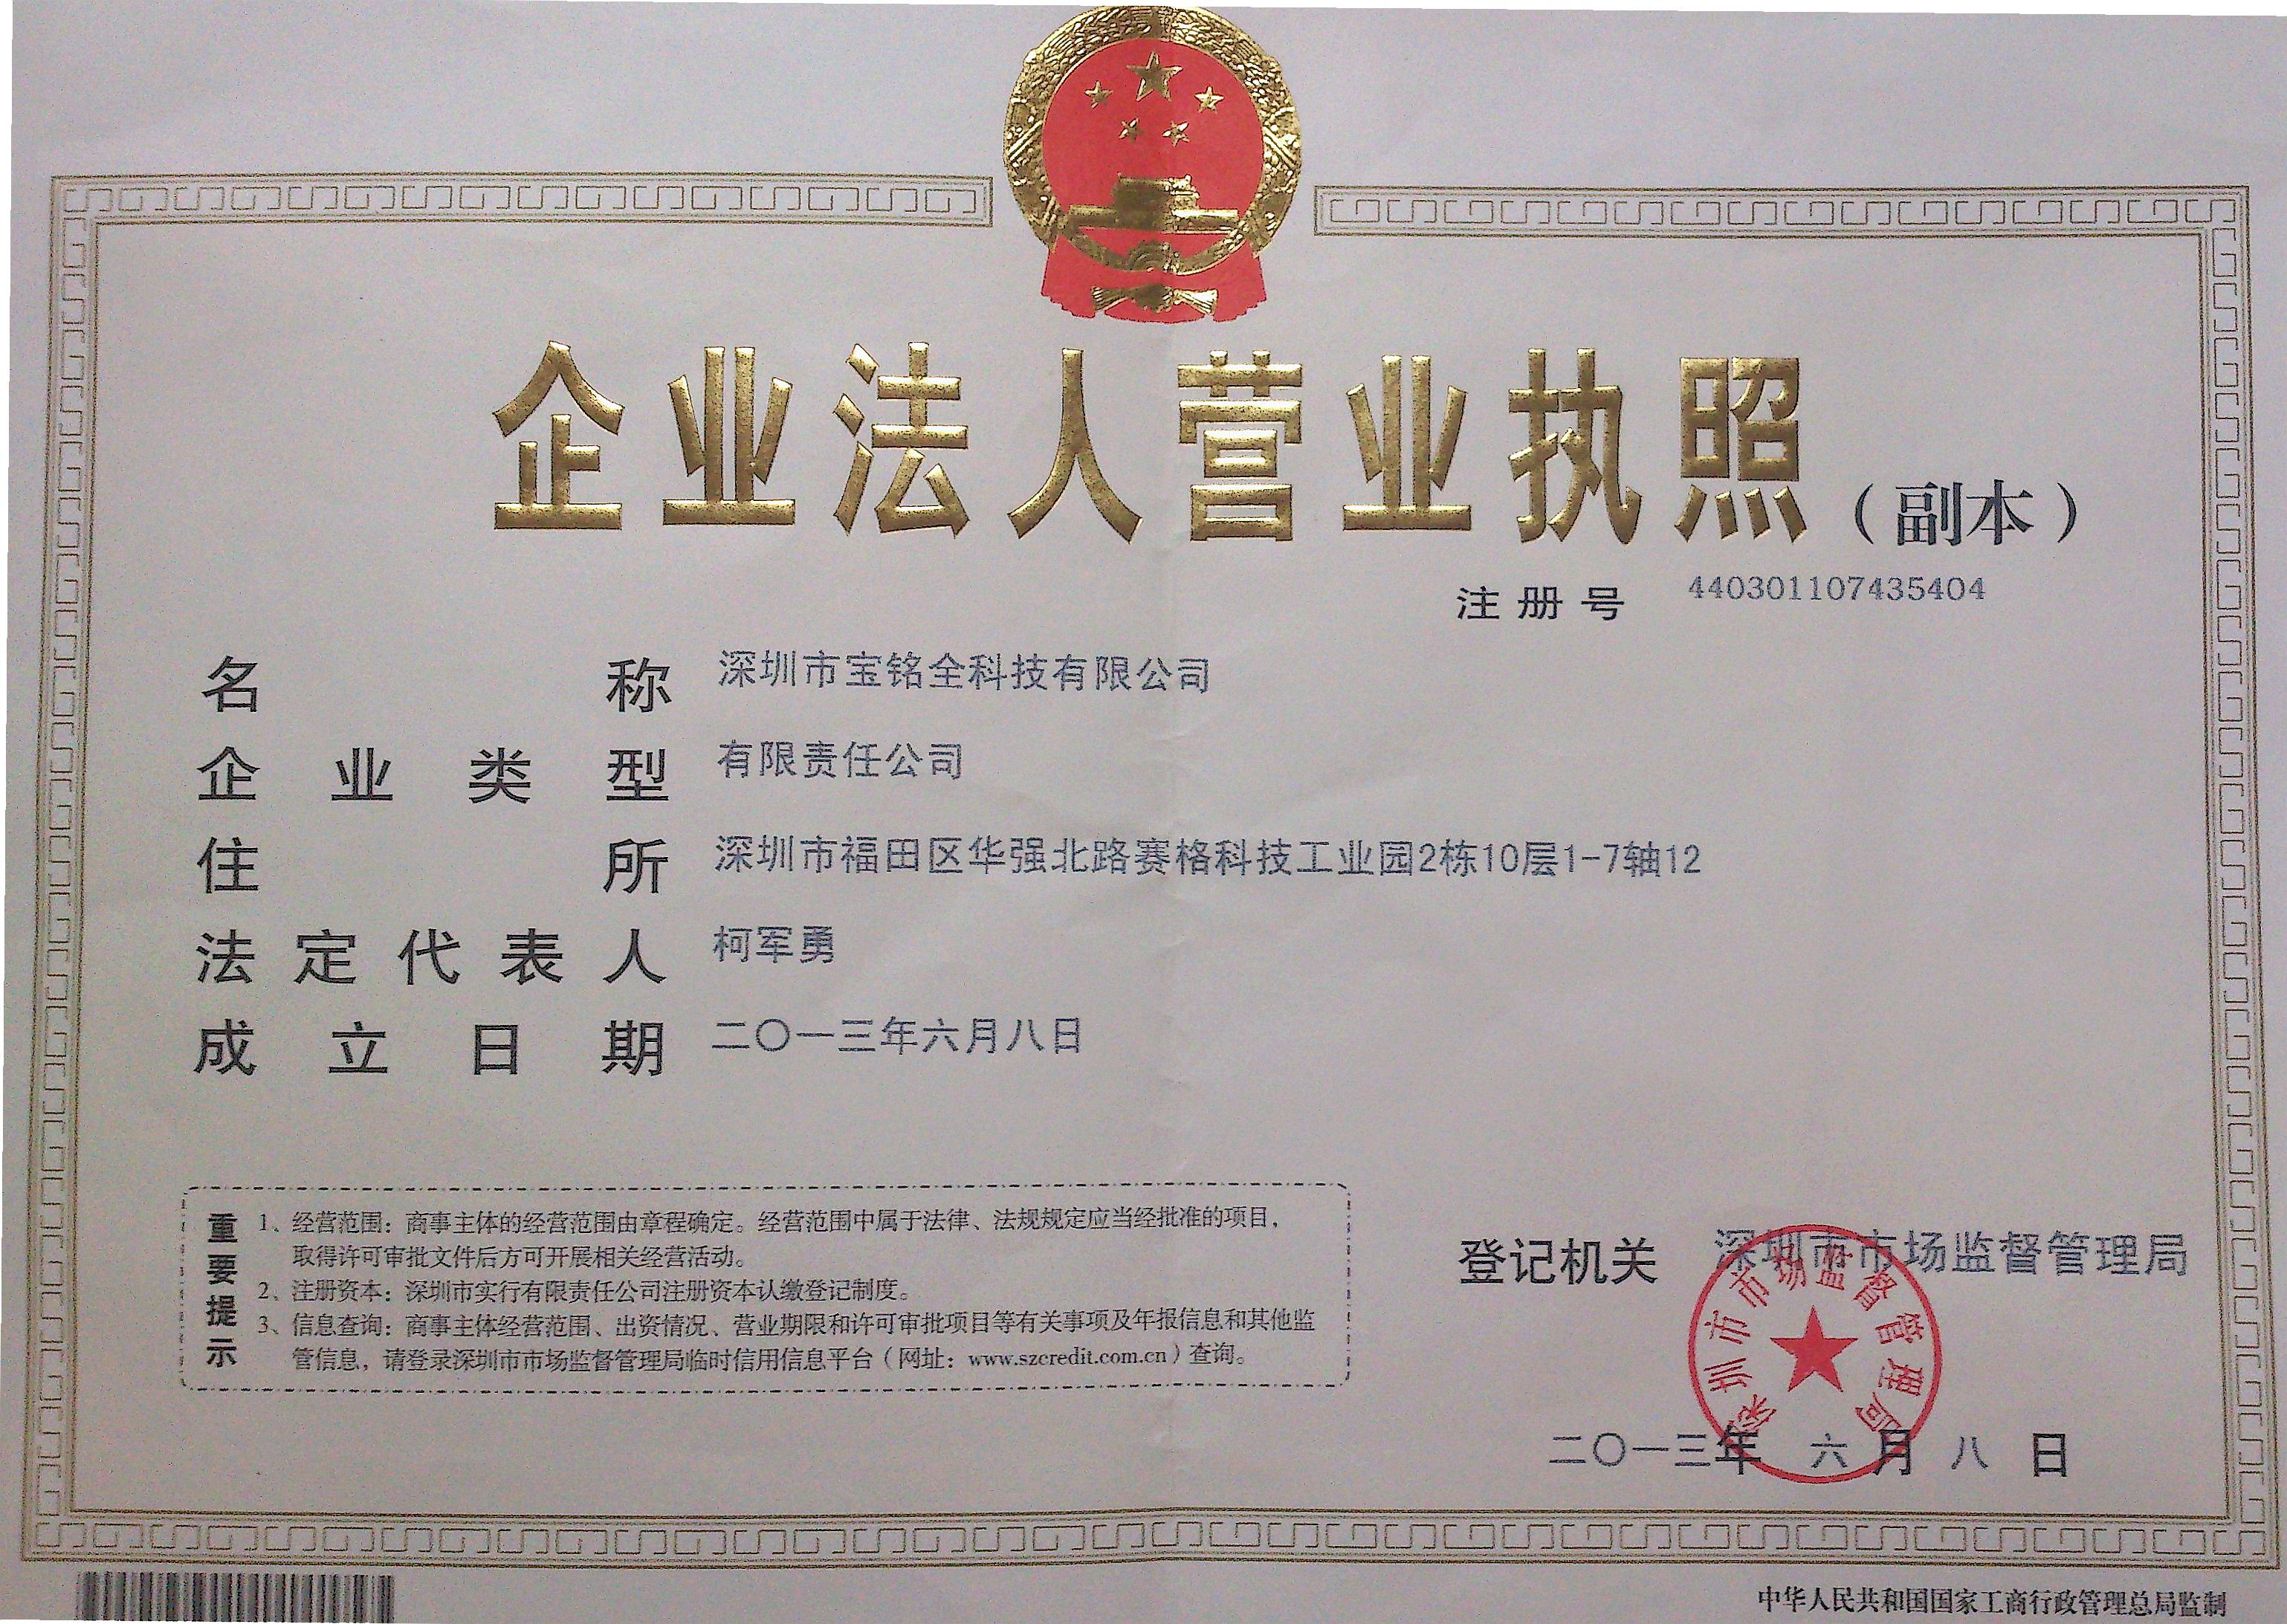 企业法人营业执照（副本）
注册号 440301107435404
名称 深圳市宝铭全科技有限公司
企业类型 有限责任公司
住所 深圳市福田区华强北路赛格科技工业园2栋10层1-7轴12
法定代表人 柯军勇
成立日期 二〇一三年六月八日
重要提示
1、经营范围：商事主体的经营范围由章程确定。经营范围中属于法律、法规规定应当经批准的项目，
取得许可审批文件后方可开展相关经营活动。
2、注册资本：深圳市实行有限责任公司注册资本认缴登记制度。
3、信息查询：商事主体经营范围、出资情况、营业期限和许可审批项目等有关事项及年报信息和其他监
管信息，请登录深圳市市场监督管理局临时信用信息平台（网址：www.szcredit.com.cn）查询。
登记机关 深圳市市场监督管理局
深圳市市场监督管理局
二〇一三年 六月八日
中华人民共和国国家工商行政管理总局监制